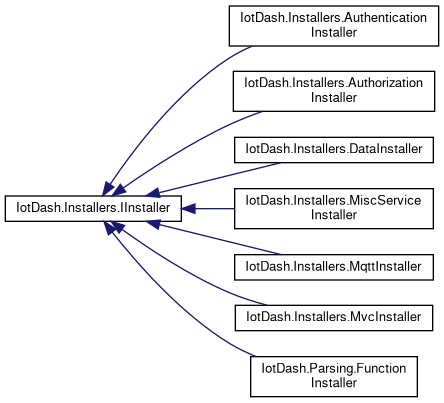 IotDash.Installers.Authentication
Installer
IotDash.Installers.Authorization
Installer
IotDash.Installers.DataInstaller
IotDash.Installers.IInstaller
IotDash.Installers.MiscService
Installer
IotDash.Installers.MqttInstaller
IotDash.Installers.MvcInstaller
IotDash.Parsing.Function
Installer